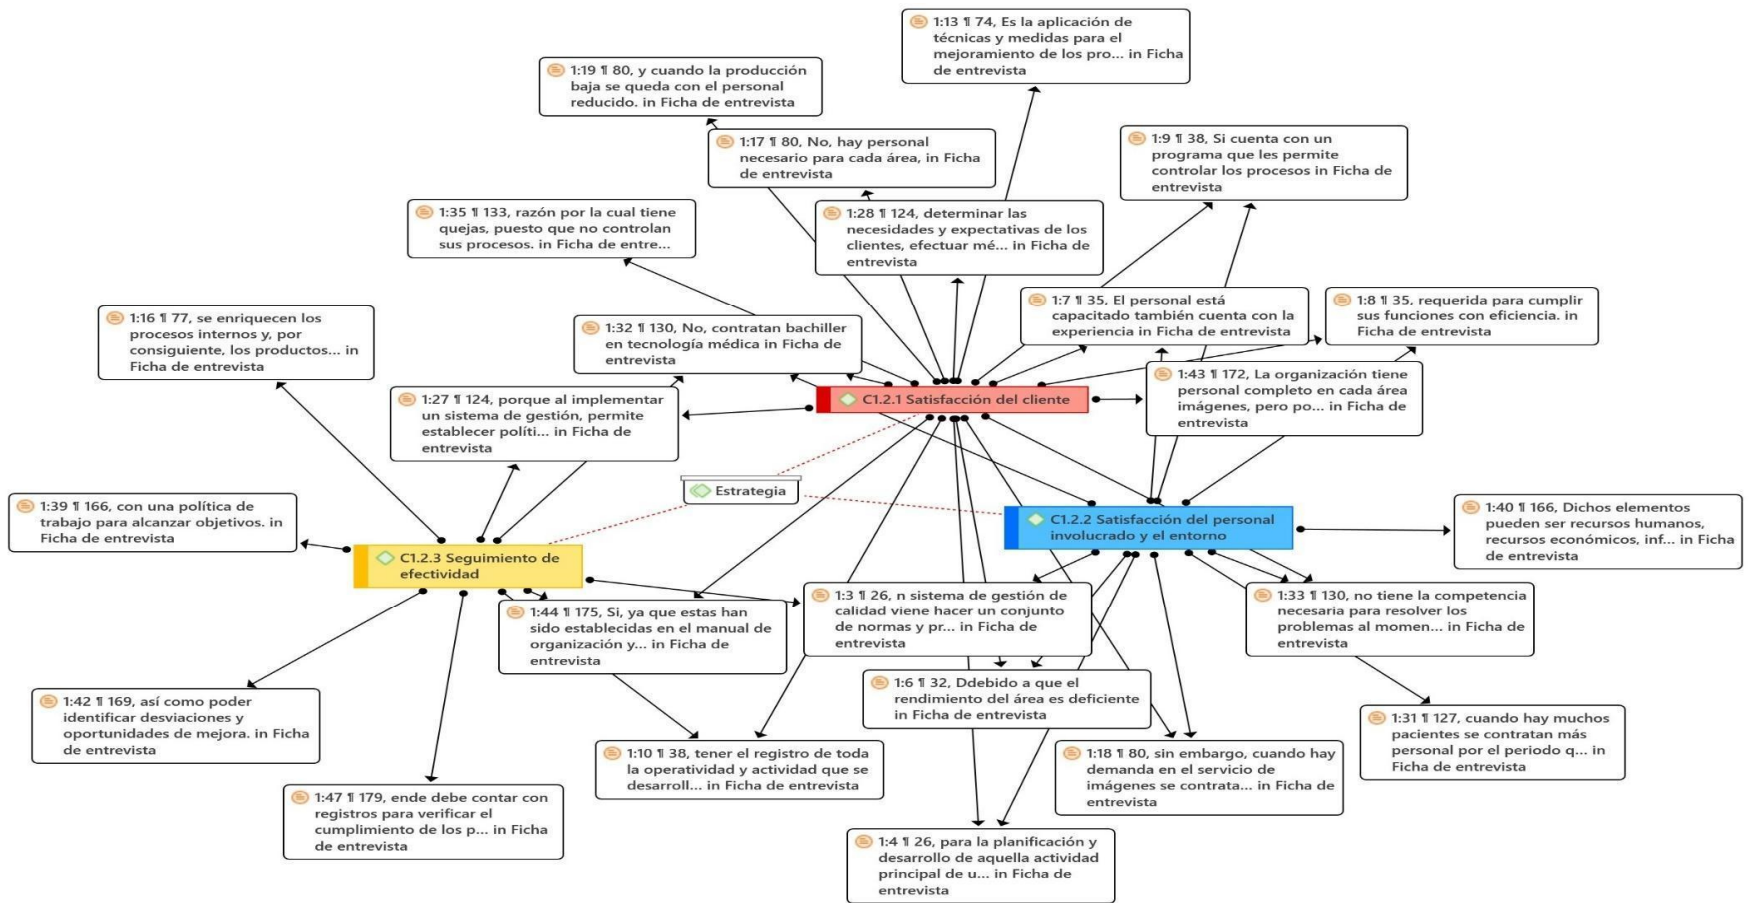 1:13 ¶ 74, Es la aplicación de
técnicas y medidas para el
mejoramiento de los pro... in Ficha
de entrevista
1:19 ¶ 80, y cuando la producción
baja se queda con el personal
reducido. in Ficha de entrevista
1:17 ¶ 80, No, hay personal
necesario para cada área, in Ficha
de entrevista
1:9 ¶ 38, Si cuenta con un
programa que les permite
controlar los procesos in Ficha de
entrevista
1:35 ¶ 133, razón por la cual tiene
quejas, puesto que no controlan
sus procesos. in Ficha de entre...
1:28 ¶ 124, determinar las
necesidades y expectativas de los
clientes, efectuar mé... in Ficha de
entrevista
1:7 ¶ 35, El personal está
capacitado también cuenta con la
experiencia in Ficha de entrevista
1:8 ¶ 35, requerida para cumplir
sus funciones con eficiencia. in
Ficha de entrevista
1:16 ¶ 77, se enriquecen los
procesos internos y, por
consiguiente, los productos... in
Ficha de entrevista
1:32 ¶ 130, No, contratan bachiller
en tecnología médica in Ficha de
entrevista
1:27 ¶ 124, porque al implementar
un sistema de gestión, permite
establecer políti... in Ficha de
entrevista
C1.2.1 Satisfacción del cliente
1:43 ¶ 172, La organización tiene
personal completo en cada área
imágenes, pero po... in Ficha de
entrevista
Estrategia
1:39 ¶ 166, con una política de
trabajo para alcanzar objetivos. in
Ficha de entrevista
C1.2.2 Satisfacción del personal
involucrado y el entorno
1:40 ¶ 166, Dichos elementos
pueden ser recursos humanos,
recursos económicos, inf... in Ficha
de entrevista
C1.2.3 Seguimiento de
efectividad
1:44 ¶ 175, Si, ya que estas han
sido establecidas en el manual de
organización y... in Ficha de
entrevista
1:3 ¶ 26, n sistema de gestión de
calidad viene hacer un conjunto
de normas y pr... in Ficha de
entrevista
1:33 ¶ 130, no tiene la competencia
necesaria para resolver los
problemas al momen... in Ficha de
entrevista
1:42 ¶ 169, así como poder
identificar desviaciones y
oportunidades de mejora. in Ficha
de entrevista
1:6 ¶ 32, Ddebido a que el
rendimiento del área es deficiente
in Ficha de entrevista
1:10 ¶ 38, tener el registro de toda
la operatividad y actividad que se
desarroll... in Ficha de entrevista
1:18 ¶ 80, sin embargo, cuando hay
demanda en el servicio de
imágenes se contrata... in Ficha de
entrevista
1:31 ¶ 127, cuando hay muchos
pacientes se contratan más
personal por el periodo q... in
Ficha de entrevista
1:47 ¶ 179, ende debe contar con
registros para verificar el
cumplimiento de los p... in Ficha
de entrevista
1:4 ¶ 26, para la planificación y
desarrollo de aquella actividad
principal de u... in Ficha de
entrevista